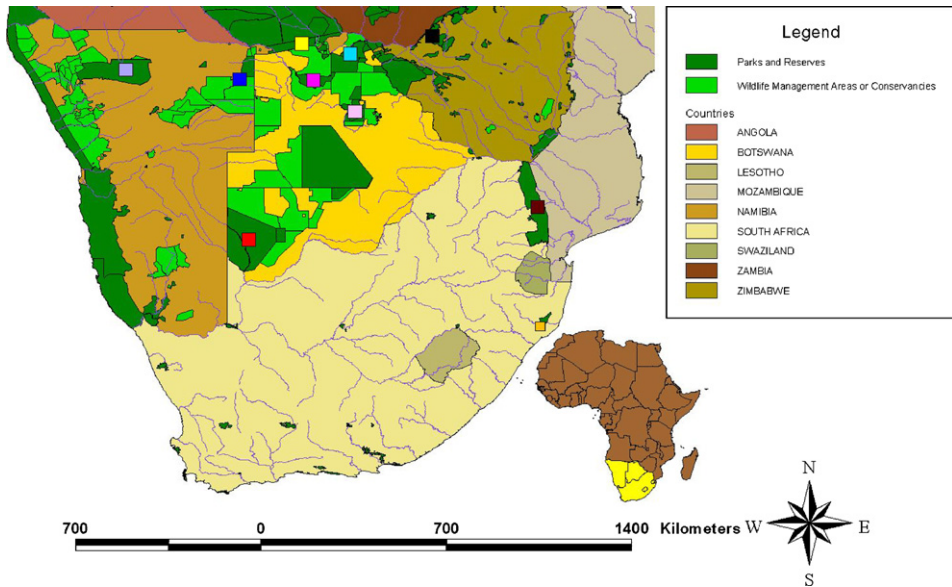 Legend
Parks and Reserves
Wildlife Management Areas or Conservancies
Countries
ANGOLA
BOTSWANA
LESOTHO
MOZAMBIQUE
NAMIBIA
SOUTH AFRICA
SWAZILAND
ZAMBIA
ZIMBABWE
700 0 700 1400 Kilometers
N
W E
S